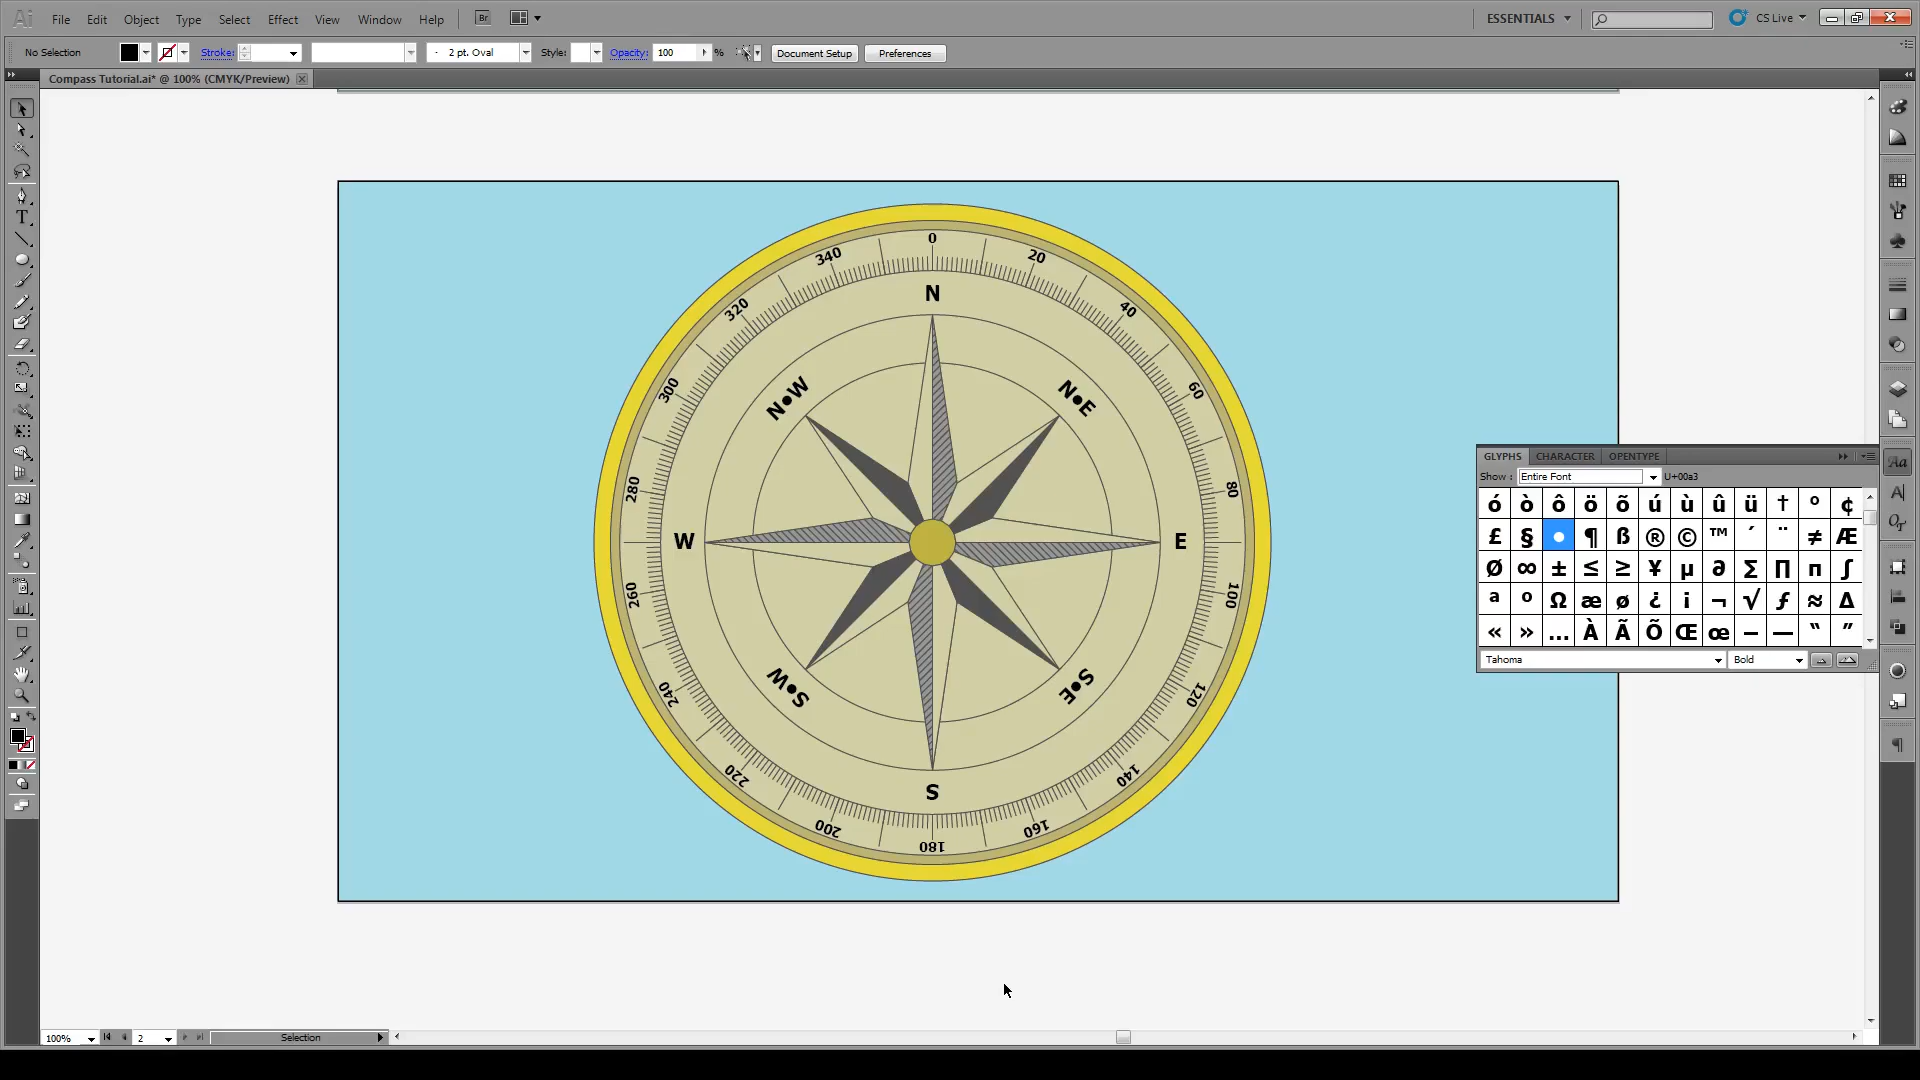 Ai File Edit Object Type Select Effect View Window Help Br ESSENTIALS CS Live
No Selection Stroke: 2 pt. Oval Style: Opacity: 100 % Document Setup Preferences
Compass Tutorial.ai* @ 100% (CMYK/Preview)
0
20
40
60
80
100
120
140
160
180
200
220
240
260
280
300
320
340
N
N●E
E
S●E
S
S●W
W
N●W
GLYPHS CHARACTER OPENTYPE
Show : Entire Font U+00a3
ó ò ô ö õ ú ù û ü † º ¢
£ § ● ¶ ß ® © ™ ´ ¨ ≠ Æ
Ø ∞ ± ≤ ≥ ¥ µ ∂ ∑ ∏ π ∫
ª º Ω æ ø ¿ ¡ ¬ √ ƒ ≈ ∆
« » … À Ã Õ Œ œ – — “ ”
Tahoma Bold
100% 2 Selection